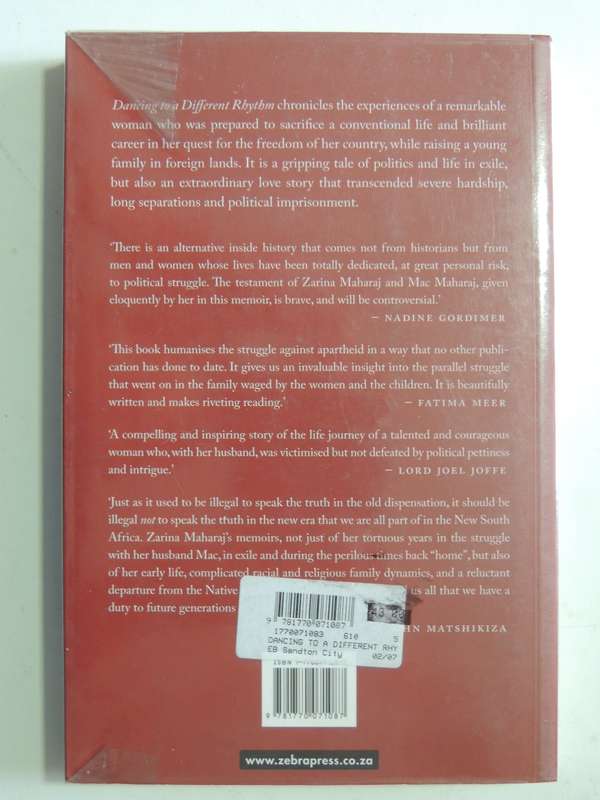 Dancing to a Different Rhythm chronicles the experiences of a remarkable
woman who was prepared to sacrifice a conventional life and brilliant
career in her quest for the freedom of her country, while raising a young
family in foreign lands. It is a gripping tale of politics and life in exile,
but also an extraordinary love story that transcended severe hardship,
long separations and political imprisonment.
‘There is an alternative inside history that comes not from historians but from
men and women whose lives have been totally dedicated, at great personal risk,
to political struggle. The testament of Zarina Maharaj and Mac Maharaj, given
eloquently by her in this memoir, is brave, and will be controversial.’
– NADINE GORDIMER
‘This book humanises the struggle against apartheid in a way that no other publi-
cation has done to date. It gives us an invaluable insight into the parallel struggle
that went on in the family waged by the women and the children. It is beautifully
written and makes riveting reading.’ – FATIMA MEER
‘A compelling and inspiring story of the life journey of a talented and courageous
woman who, with her husband, was victimised but not defeated by political pettiness
and intrigue.’ – LORD JOEL JOFFE
‘Just as it used to be illegal to speak the truth in the old dispensation, it should be
illegal not to speak the truth in the new era that we are all part of in the New South
Africa. Zarina Maharaj’s memoirs, not just of her tortuous years in the struggle
with her husband Mac, in exile and during the perilous times back “home”, but also
of her early life, complicated racial and religious family dynamics, and a reluctant
departure from the Native us all that we have a
duty to future generations
MATSHIKIZA
9 781770 071087
1770071083 610 5
DANCING TO A DIFFERENT RHY
EB Sandton City 02/07
9 781770 071087
www.zebrapress.co.za